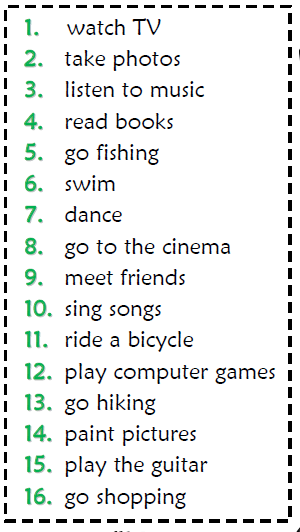 1. watch TV
2. take photos
3. listen to music
4. read books
5. go fishing
6. swim
7. dance
8. go to the cinema
9. meet friends
10. sing songs
11. ride a bicycle
12. play computer games
13. go hiking
14. paint pictures
15. play the guitar
16. go shopping